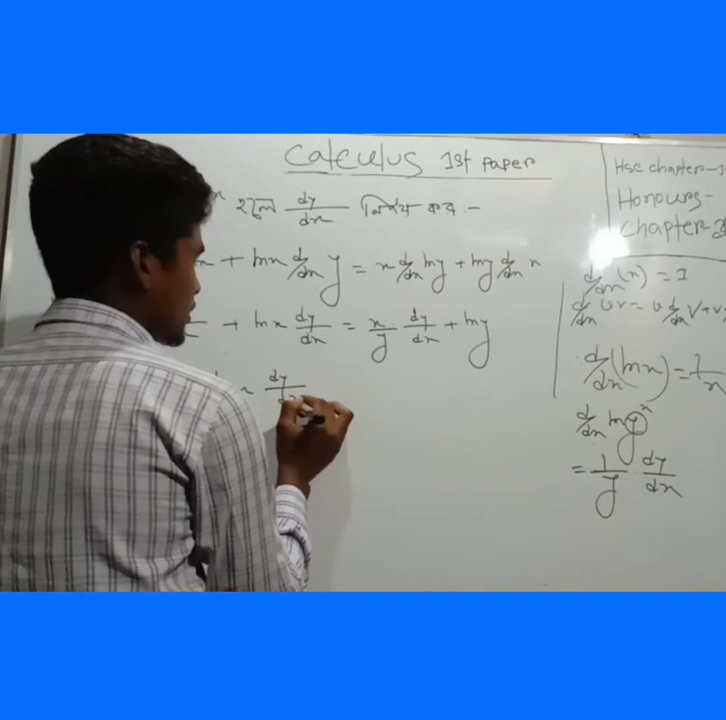 Calculus 1st Paper
x হলে dy/dx নির্ণয় কর :-
x + lnx d/dx y = x d/dx lny + lny d/dx x
+ lnx dy/dx = x/y · dy/dx + lny
x dy/dx
Hsc chapter-
Honours-
Chapter-2
d/dx (x) = 1
d/dx uv = u d/dx v + v
d/dx (lnx) = 1/x
d/dx lny
= 1/y dy/dx